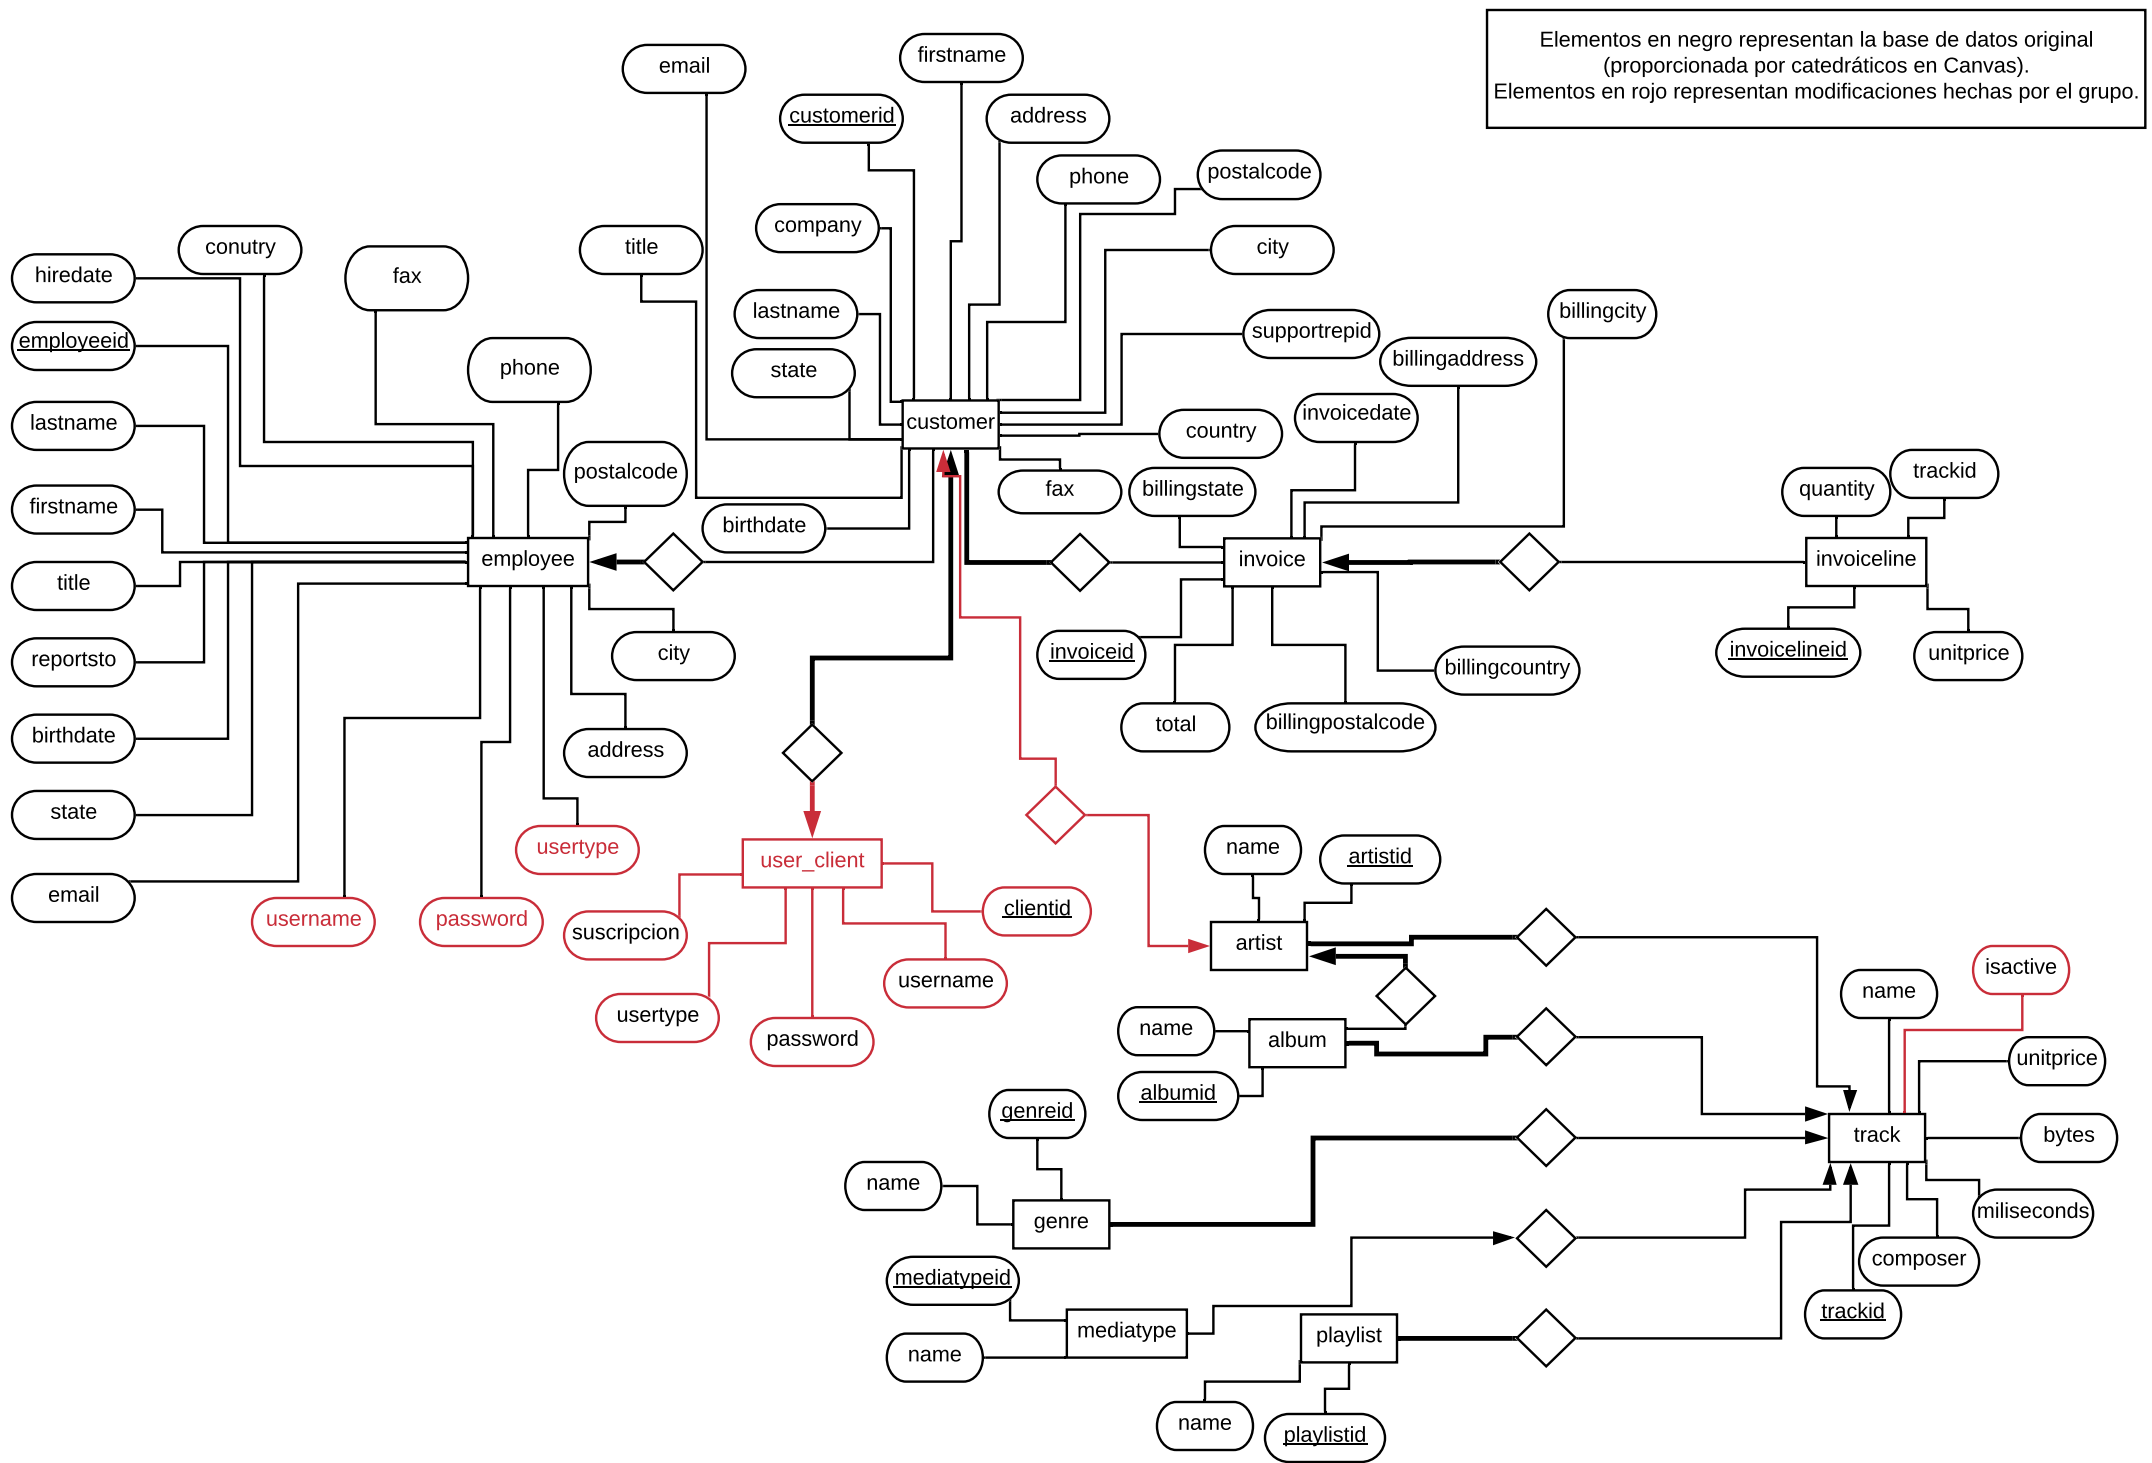 Elementos en negro representan la base de datos original
(proporcionada por catedráticos en Canvas).
Elementos en rojo representan modificaciones hechas por el grupo.
firstname
email
customerid
address
phone
postalcode
company
conutry
title
city
hiredate
fax
lastname
billingcity
supportrepid
employeeid
billingaddress
phone
state
invoicedate
lastname
customer
country
postalcode
trackid
fax
billingstate
quantity
firstname
birthdate
employee
invoice
invoiceline
title
city
invoiceid
invoicelineid
unitprice
reportsto
billingcountry
total
billingpostalcode
birthdate
address
state
usertype
user_client
name
artistid
email
username
password
suscripcion
clientid
artist
isactive
username
name
usertype
password
name
album
unitprice
albumid
genreid
track
bytes
name
genre
miliseconds
composer
mediatypeid
mediatype
playlist
trackid
name
name
playlistid